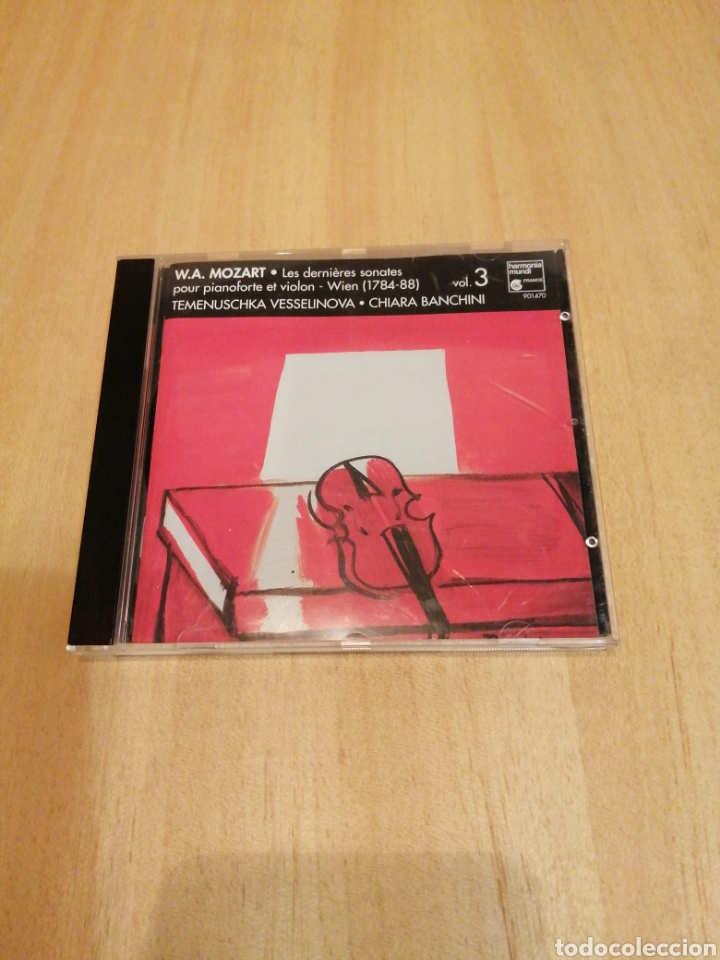 W.A. MOZART • Les dernières sonates
pour pianoforte et violon - Wien (1784-88) vol. 3
TEMENUSCHKA VESSELINOVA • CHIARA BANCHINI
harmonia
mundi
FRANCE
901470
todocoleccion